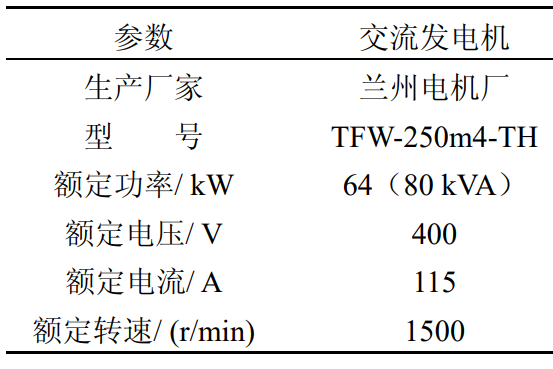 参数 交流发电机
生产厂家 兰州电机厂
型 号 TFW-250m4-TH
额定功率/ kW 64（80 kVA）
额定电压/ V 400
额定电流/ A 115
额定转速/ (r/min) 1500